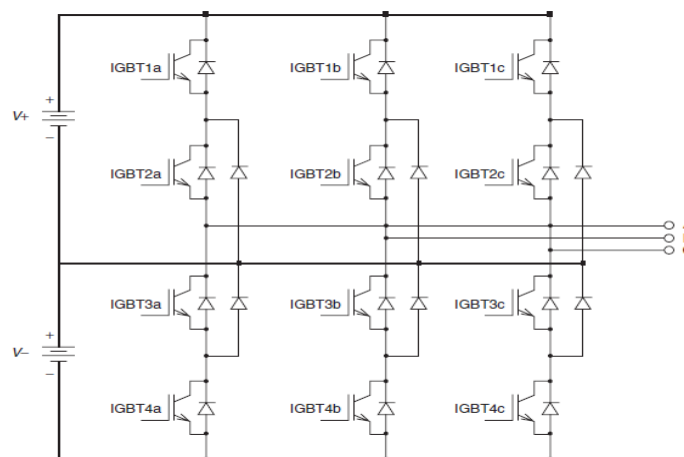 IGBT1a IGBT1b IGBT1c
+
V+
−
IGBT2a IGBT2b IGBT2c
IGBT3a IGBT3b IGBT3c
+
V−
−
IGBT4a IGBT4b IGBT4c